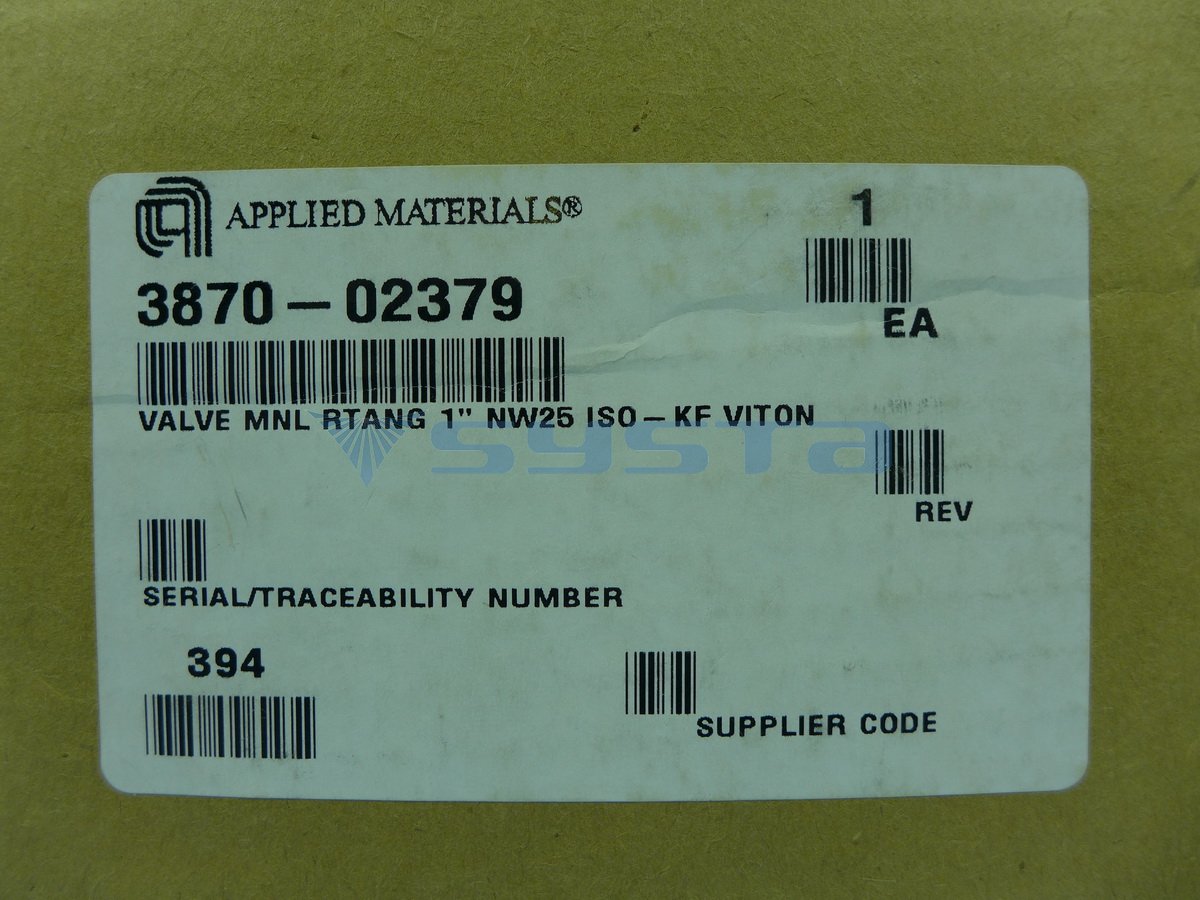 APPLIED MATERIALS®
1
3870-02379
EA
VALVE MNL RTANG 1" NW25 ISO-KF VITON
systa
REV
SERIAL/TRACEABILITY NUMBER
394
SUPPLIER CODE